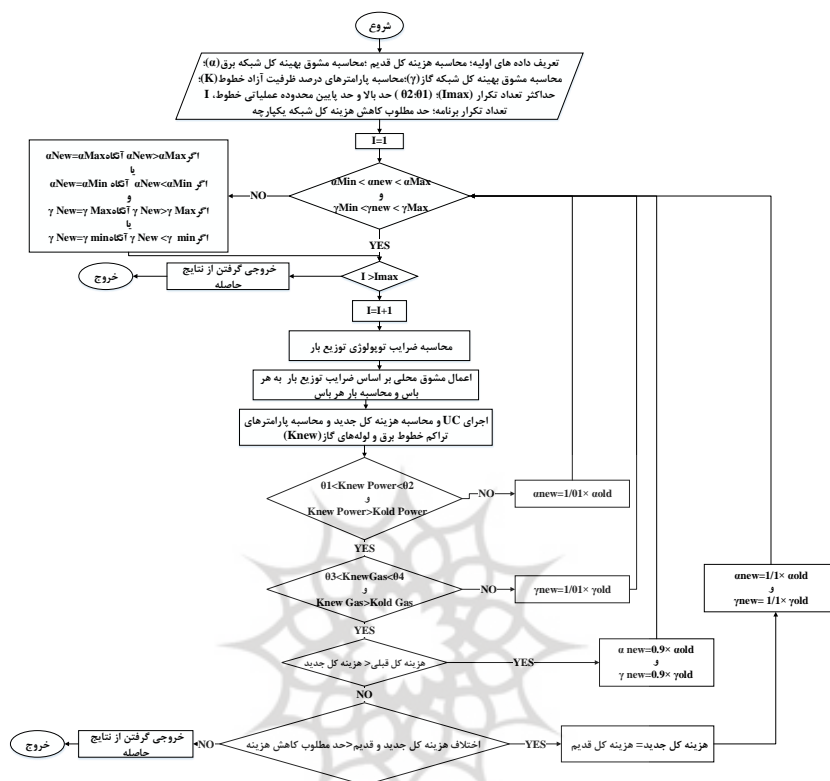 شروع
تعریف داده های اولیه؛ محاسبه هزینه کل قدیم ؛محاسبه مشوق بهینه کل شبکه برق(α)؛
محاسبه مشوق بهینه کل شبکه گاز(γ)؛محاسبه پارامترهای درصد ظرفیت آزاد خطوط(K)؛
حداکثر تعداد تکرار (Imax)؛ (θ2؛θ1 ) حد بالا و حد پایین محدوده عملیاتی خطوط، I
تعداد تکرار برنامه؛ حد مطلوب کاهش هزینه کل شبکه یکپارچه
I=1
αMin < αnew < αMax
و
γMin <γnew < γMax
NO
اگر αNew>αMax آنگاه αNew=αMax
یا
اگر αNew<αMin آنگاه αNew=αMin
و
اگر γ New>γ Max آنگاه γ New=γ Max
یا
اگر γ New <γ min آنگاه γ New=γ min
YES
I >Imax
خروجی گرفتن از نتایج
حاصله
خروج
I=I+1
محاسبه ضرایب توپولوژی توزیع بار
اعمال مشوق محلی بر اساس ضرایب توزیع بار به هر
باس و محاسبه بار هر باس
اجرای UC و محاسبه هزینه کل جدید و محاسبه پارامترهای
تراکم خطوط برق و لوله‌های گاز(Knew)
θ1<Knew Power<θ2
و
Knew Power>Kold Power
NO
αnew=1/01× αold
YES
θ3<KnewGas<θ4
و
Knew Gas>Kold Gas
NO
γnew=1/01× γold
αnew=1/1× αold
و
γnew= 1/1× γold
YES
هزینه کل قبلی< هزینه کل جدید
YES
α new=0.9× αold
و
γ new=0.9× γold
NO
اختلاف هزینه کل جدید و قدیم<حد مطلوب کاهش هزینه
YES
هزینه کل جدید= هزینه کل قدیم
هزینه کل جدید= هزینه کل قدیم
NO
خروجی گرفتن از نتایج
حاصله
خروج